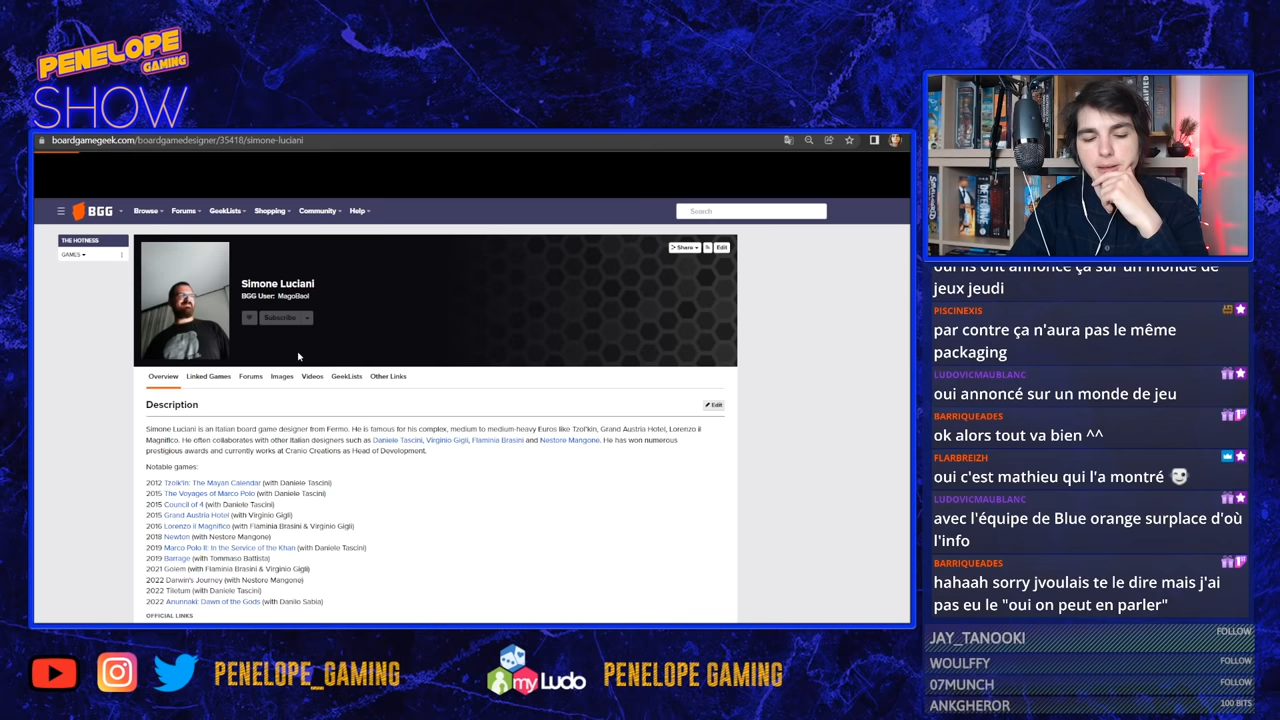 PENELOPE
GAMING
SHOW
boardgamegeek.com/boardgamedesigner/35418/simone-luciani
BGG
Browse
Forums
GeekLists
Shopping
Community
Help
Search
THE HOTNESS
GAMES
Share
Edit
Simone Luciani
BGG User: MagoBaol
Subscribe
Overview
Linked Games
Forums
Images
Videos
GeekLists
Other Links
Description
Edit
Simone Luciani is an Italian board game designer from Fermo. He is famous for his complex, medium to medium-heavy Euros like Tzol'kin, Grand Austria Hotel, Lorenzo il
Magnifico. He often collaborates with other Italian designers such as Daniele Tascini, Virginio Gigli, Flaminia Brasini and Nestore Mangone. He has won numerous
prestigious awards and currently works at Cranio Creations as Head of Development.
Notable games:
2012 Tzolk'in: The Mayan Calendar (with Daniele Tascini)
2015 The Voyages of Marco Polo (with Daniele Tascini)
2015 Council of 4 (with Daniele Tascini)
2015 Grand Austria Hotel (with Virginio Gigli)
2016 Lorenzo il Magnifico (with Flaminia Brasini & Virginio Gigli)
2018 Newton (with Nestore Mangone)
2019 Marco Polo II: In the Service of the Khan (with Daniele Tascini)
2019 Barrage (with Tommaso Battista)
2021 Golem (with Flaminia Brasini & Virginio Gigli)
2022 Darwin's Journey (with Nestore Mangone)
2022 Tiletum (with Daniele Tascini)
2022 Anunnaki: Dawn of the Gods (with Danilo Sabia)
OFFICIAL LINKS
oui ils ont annoncé ça sur un monde de
jeux jeudi
PISCINEXIS
par contre ça n'aura pas le même
packaging
LUDOVICMAUBLANC
oui annoncé sur un monde de jeu
BARRIQUEADES
ok alors tout va bien ^^
FLARBREIZH
oui c'est mathieu qui l'a montré
LUDOVICMAUBLANC
avec l'équipe de Blue orange surplace d'où
l'info
BARRIQUEADES
hahaah sorry jvoulais te le dire mais j'ai
pas eu le "oui on peut en parler"
JAY_TANOOKI FOLLOW
WOULFFY FOLLOW
07MUNCH FOLLOW
ANKGHEROR 100 BITS
PENELOPE_GAMING
myLudo
PENELOPE GAMING